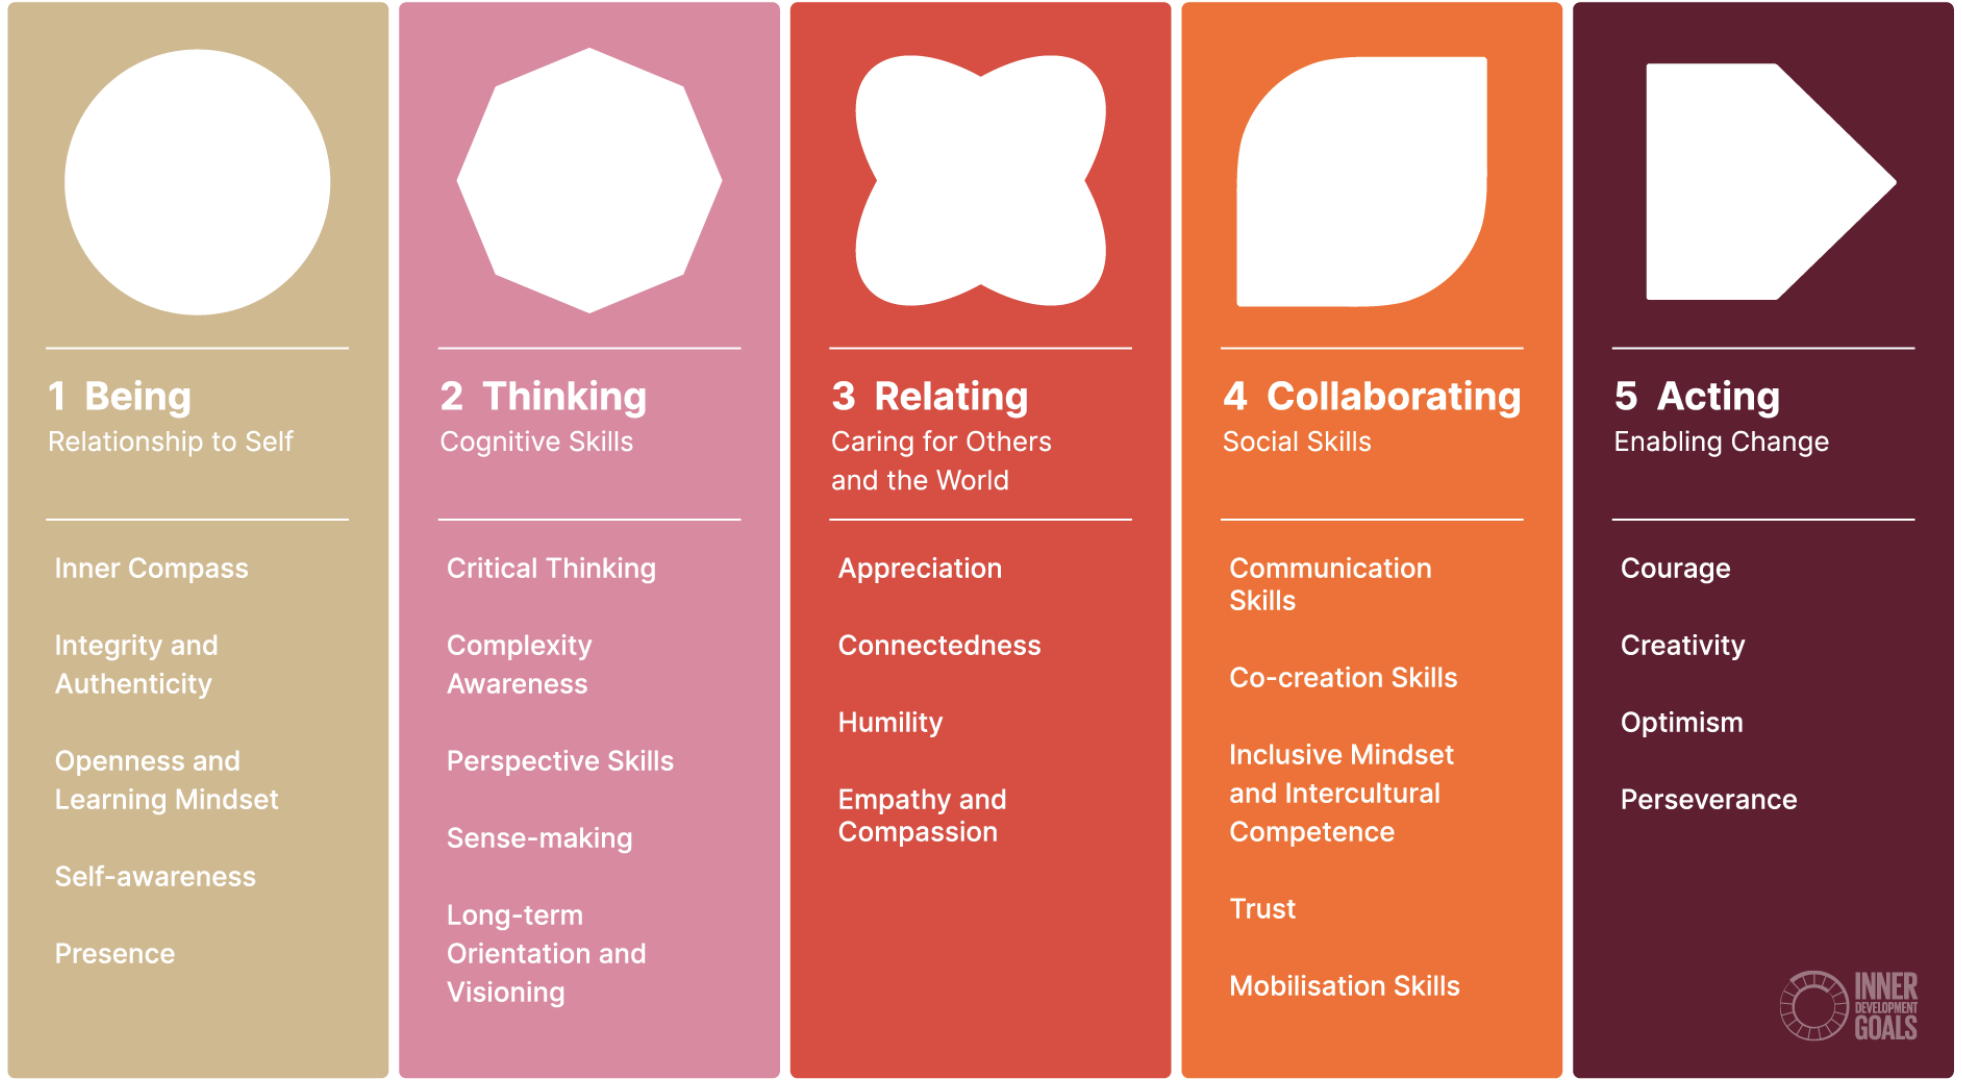 1 Being
Relationship to Self
Inner Compass
Integrity and
Authenticity
Openness and
Learning Mindset
Self-awareness
Presence
2 Thinking
Cognitive Skills
Critical Thinking
Complexity
Awareness
Perspective Skills
Sense-making
Long-term
Orientation and
Visioning
3 Relating
Caring for Others
and the World
Appreciation
Connectedness
Humility
Empathy and
Compassion
4 Collaborating
Social Skills
Communication
Skills
Co-creation Skills
Inclusive Mindset
and Intercultural
Competence
Trust
Mobilisation Skills
5 Acting
Enabling Change
Courage
Creativity
Optimism
Perseverance
INNER
DEVELOPMENT
GOALS